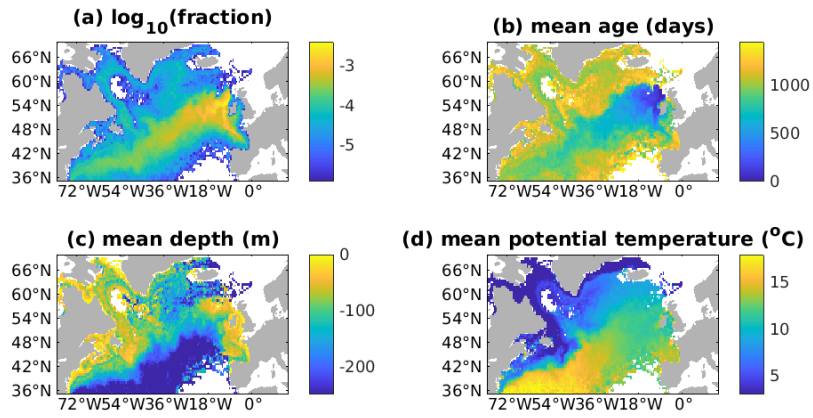 (a) log10(fraction)
66°N
60°N
54°N
48°N
42°N
36°N
72°W54°W36°W18°W 0°
-3
-4
-5
(b) mean age (days)
66°N
60°N
54°N
48°N
42°N
36°N
72°W54°W36°W18°W 0°
1000
500
0
(c) mean depth (m)
66°N
60°N
54°N
48°N
42°N
36°N
72°W54°W36°W18°W 0°
0
-100
-200
(d) mean potential temperature (°C)
66°N
60°N
54°N
48°N
42°N
36°N
72°W54°W36°W18°W 0°
15
10
5